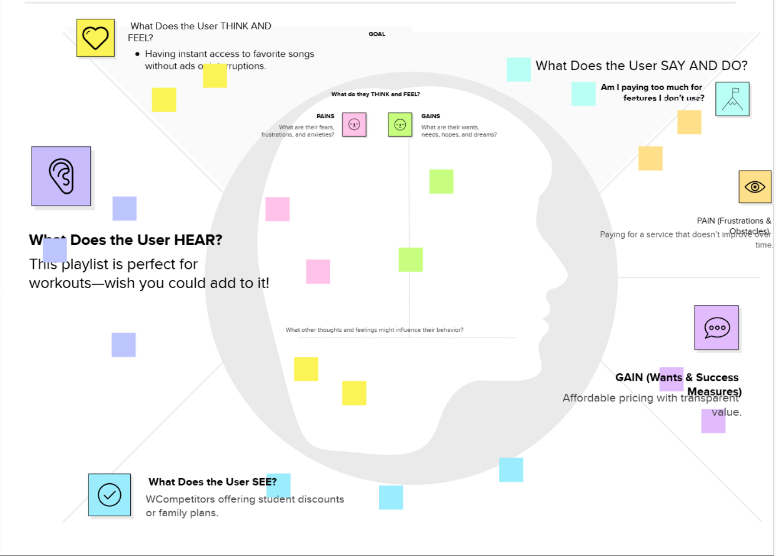 What Does the User THINK AND
FEEL?
• Having instant access to favorite songs
without ads or interruptions.
GOAL
What Does the User SAY AND DO?
Am I paying too much for
features I don't use?
What do they THINK and FEEL?
PAINS
What are their fears,
frustrations, and anxieties?
GAINS
What are their wants,
needs, hopes, and dreams?
PAIN (Frustrations &
Obstacles)
Paying for a service that doesn't improve over
time.
What Does the User HEAR?
This playlist is perfect for
workouts—wish you could add to it!
What other thoughts and feelings might influence their behavior?
GAIN (Wants & Success
Measures)
Affordable pricing with transparent
value.
What Does the User SEE?
WCompetitors offering student discounts
or family plans.